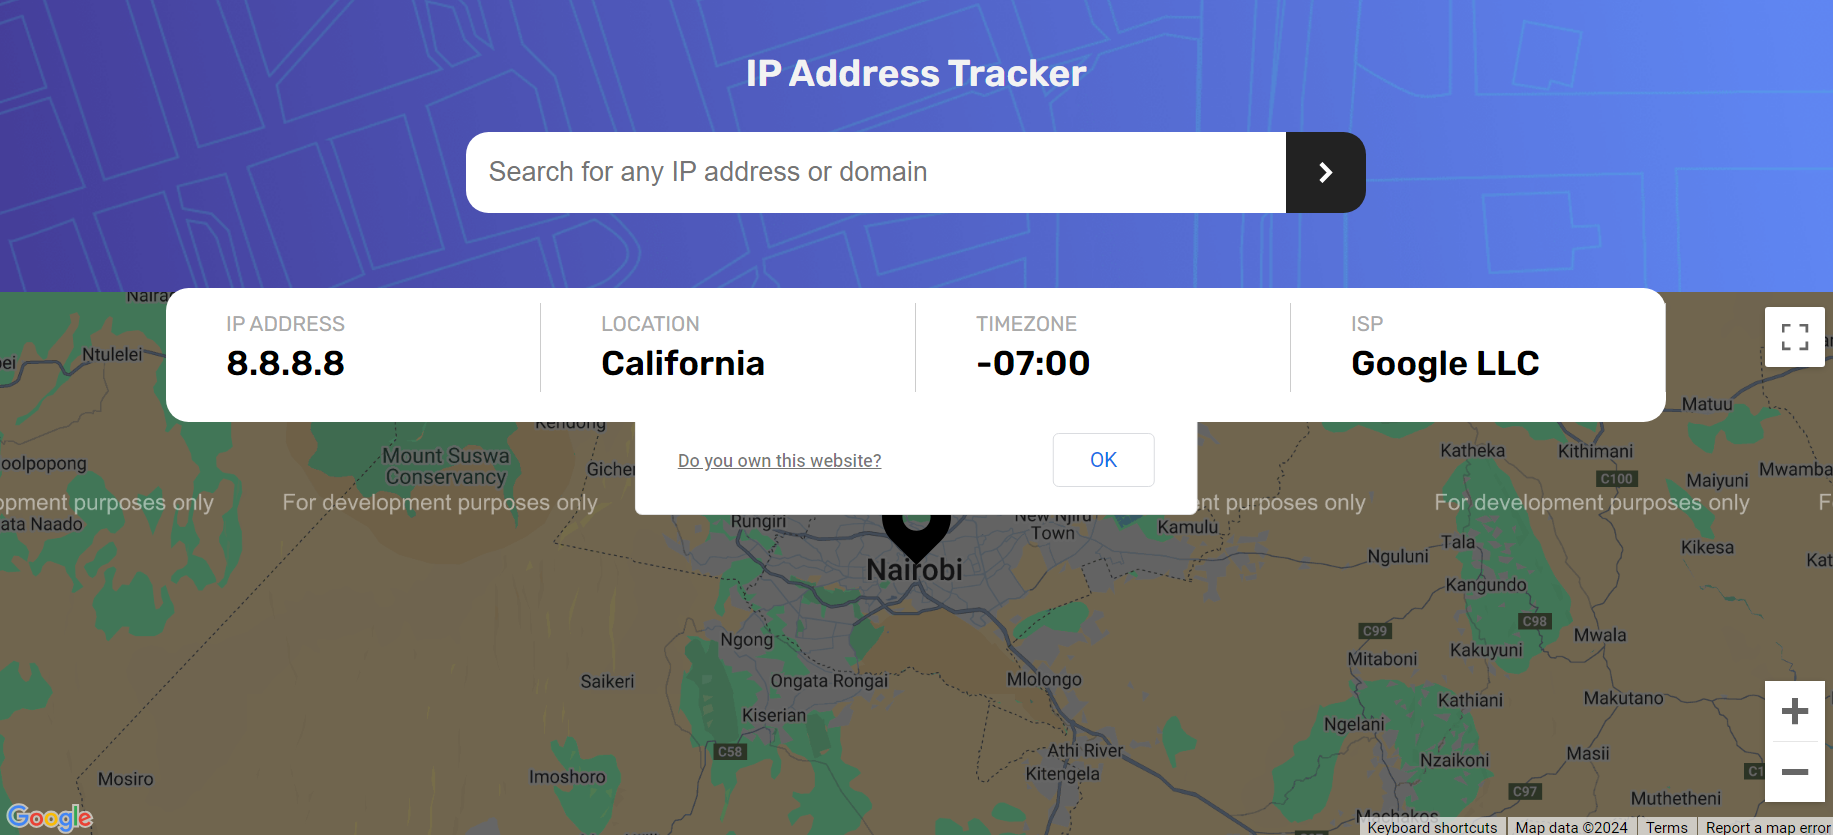 IP Address Tracker
Search for any IP address or domain
IP ADDRESS
8.8.8.8
LOCATION
California
TIMEZONE
-07:00
ISP
Google LLC
Do you own this website?
OK
Ntulelei
Kendong
Mount Suswa
Conservancy
Gicher
oolpopong
opment purposes only
For development purposes only
nt purposes only
For development purposes only
ata Naado
Rungiri
New Njiru
Town
Kamulu
Nairobi
Matuu
Katheka
Kithimani
C100
Maiyuni
Mwamba
Tala
Nguluni
Kikesa
Kat
Kangundo
C98
C99
Mwala
Kakuyuni
Mitaboni
Ngong
Saikeri
Ongata Rongai
Mlolongo
Kathiani
Makutano
Kiserian
Ngelani
C58
Athi River
Masii
Nzaikoni
Mosiro
Imoshoro
Kitengela
C1
C97
Muthetheni
Machakos
Google
Keyboard shortcuts
Map data ©2024
Terms
Report a map error